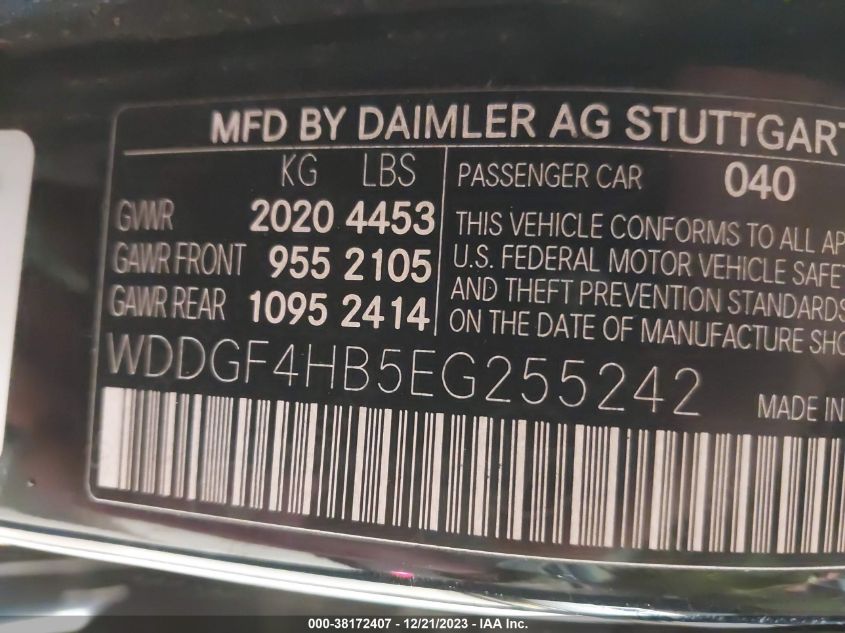 MFD BY DAIMLER AG STUTTGART
KG LBS
GVWR 2020 4453
GAWR FRONT 955 2105
GAWR REAR 1095 2414
PASSENGER CAR 040
THIS VEHICLE CONFORMS TO ALL AP
U.S. FEDERAL MOTOR VEHICLE SAFET
AND THEFT PREVENTION STANDARDS
ON THE DATE OF MANUFACTURE SHO
WDDGF4HB5EG255242
MADE IN
000-38172407 - 12/21/2023 - IAA Inc.